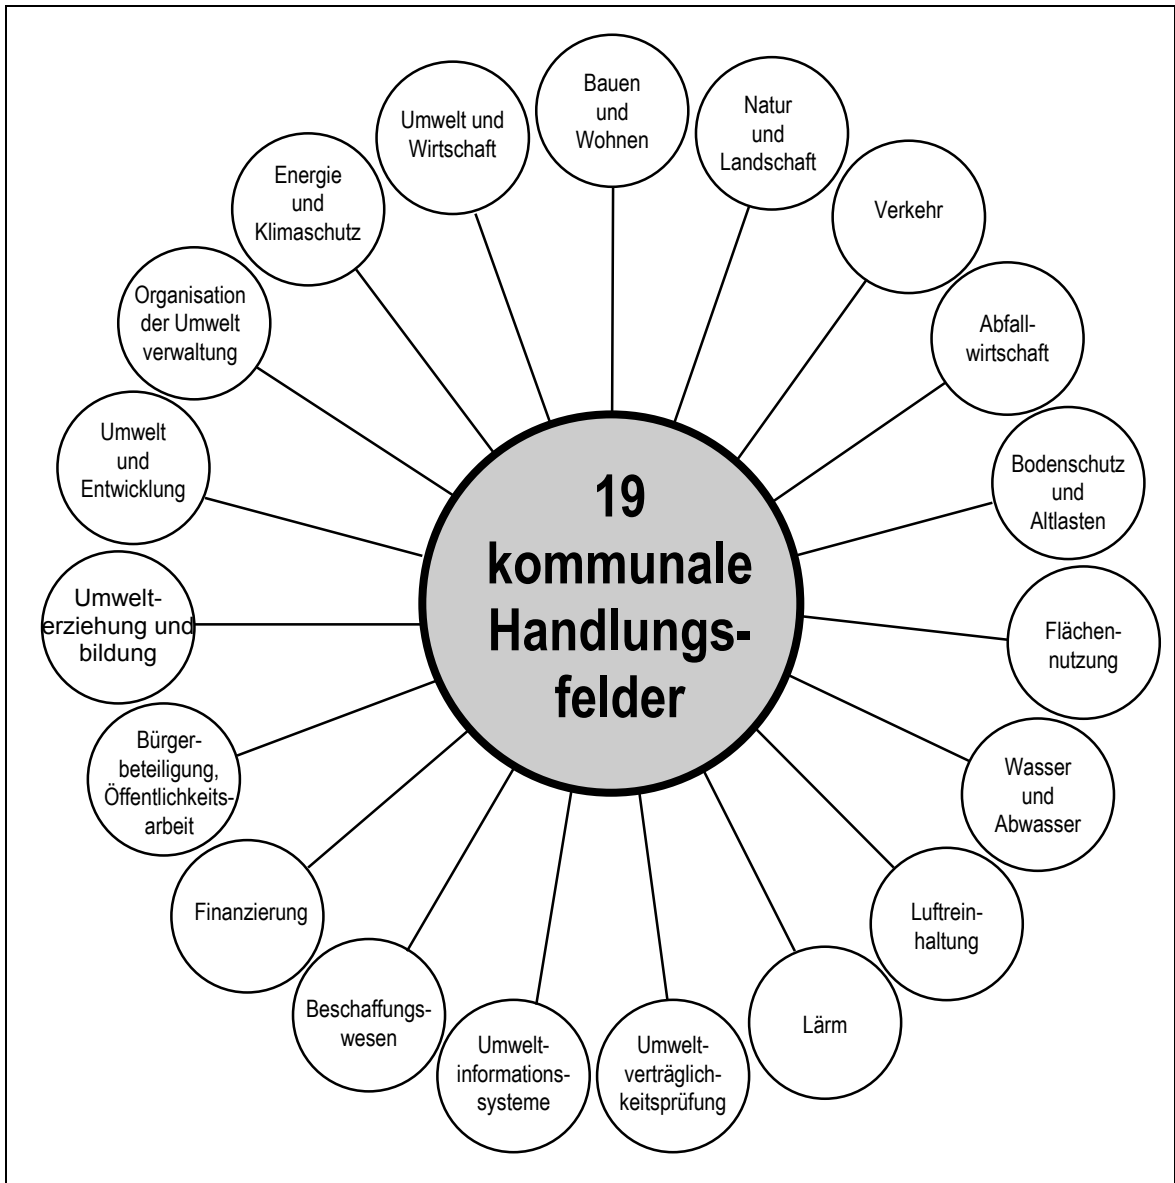 Bauen
und
Wohnen
Natur
und
Landschaft
Verkehr
Abfall-
wirtschaft
Bodenschutz
und
Altlasten
Flächen-
nutzung
Wasser
und
Abwasser
Luftrein-
haltung
Lärm
Umwelt-
verträglich-
keitsprüfung
Umwelt-
informations-
systeme
Beschaffungs-
wesen
Finanzierung
Bürger-
beteiligung,
Öffentlichkeits-
arbeit
Umwelt-
erziehung und
bildung
Umwelt
und
Entwicklung
Organisation
der Umwelt
verwaltung
Energie
und
Klimaschutz
Umwelt und
Wirtschaft
19
kommunale
Handlungs-
felder